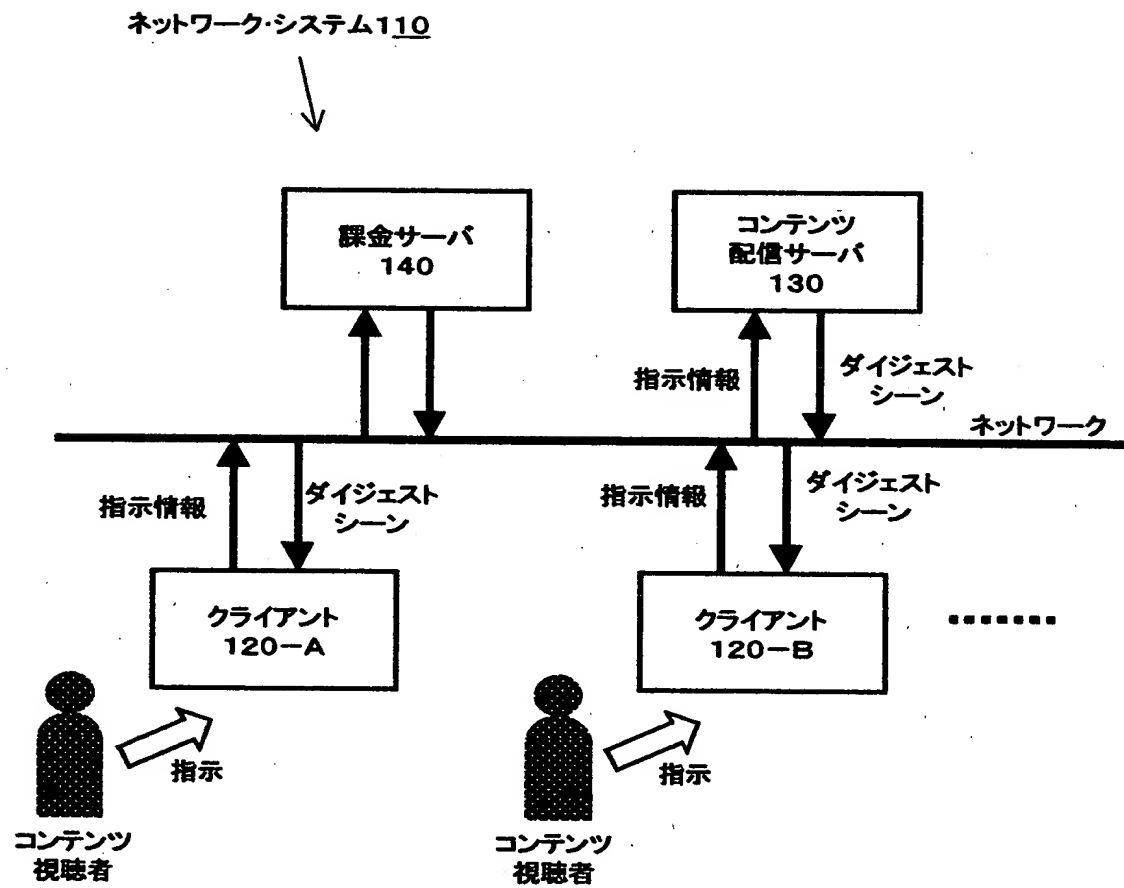 ネットワーク・システム110
課金サーバ
140
コンテンツ
配信サーバ
130
指示情報
ダイジェスト
シーン
ネットワーク
指示情報
ダイジェスト
シーン
指示情報
ダイジェスト
シーン
クライアント
120-A
クライアント
120-B
指示
指示
コンテンツ
視聴者
コンテンツ
視聴者